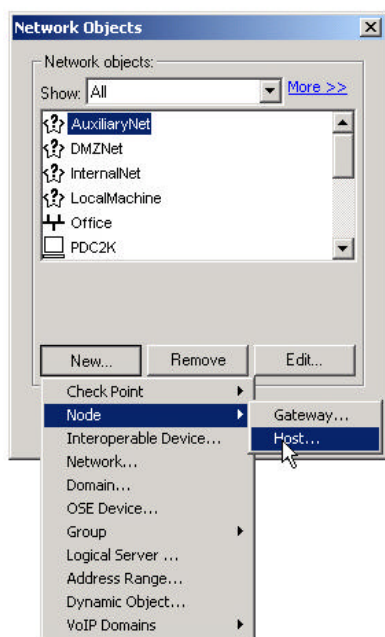 Network Objects
Network objects:
Show: All More >>
AuxiliaryNet
DMZNet
InternalNet
LocalMachine
Office
PDC2K
New... Remove Edit...
Check Point
Node
Gateway...
Interoperable Device...
Host...
Network...
Domain...
OSE Device...
Group
Logical Server ...
Address Range...
Dynamic Object...
VoIP Domains